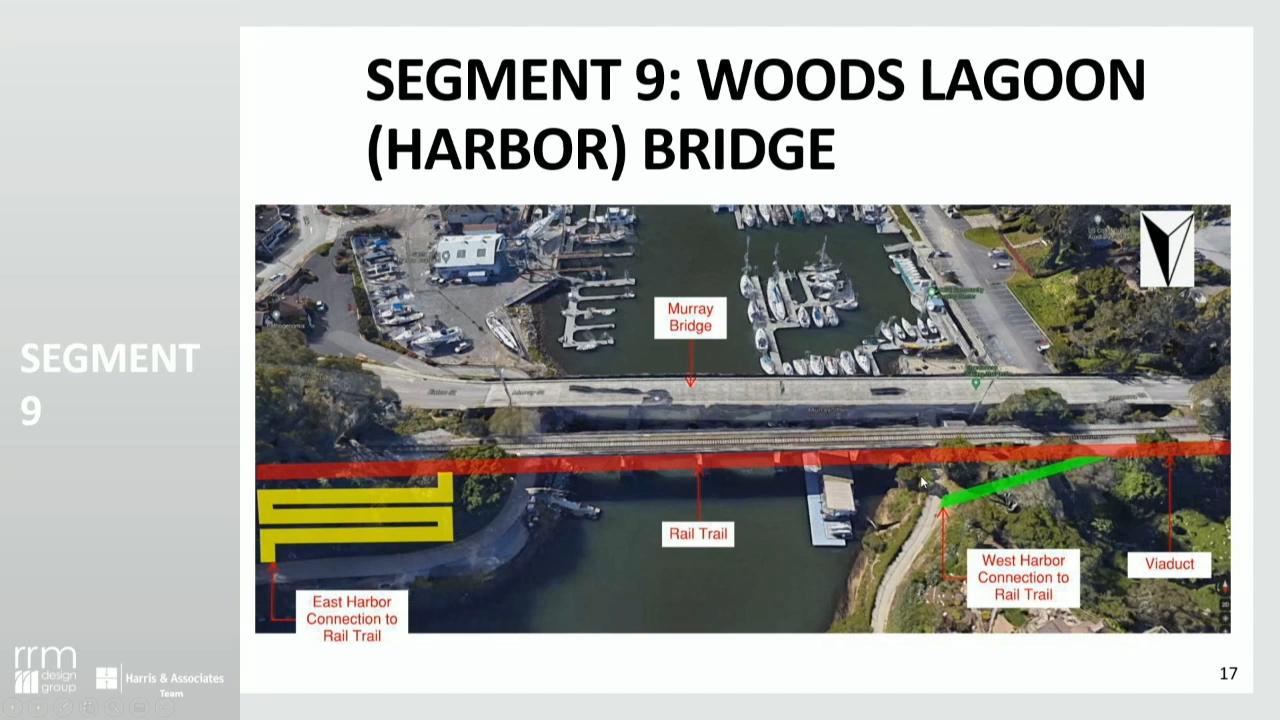 SEGMENT 9: WOODS LAGOON
(HARBOR) BRIDGE
SEGMENT
9
Murray
Bridge
Rail Trail
West Harbor
Connection to
Rail Trail
Viaduct
East Harbor
Connection to
Rail Trail
rrm
design
group
Harris & Associates
Team
17